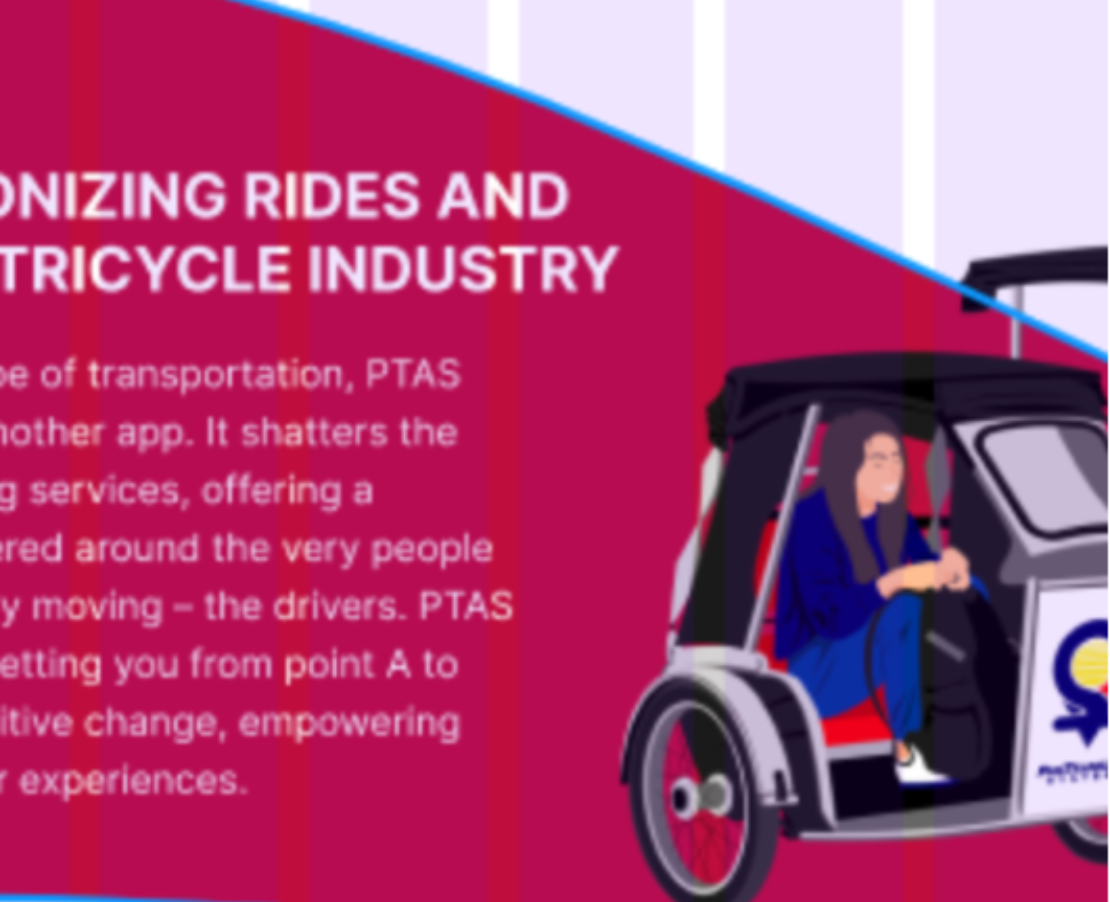 ONIZING RIDES AND
TRICYCLE INDUSTRY
pe of transportation, PTAS
nother app. It shatters the
g services, offering a
ered around the very people
y moving – the drivers. PTAS
etting you from point A to
itive change, empowering
r experiences.